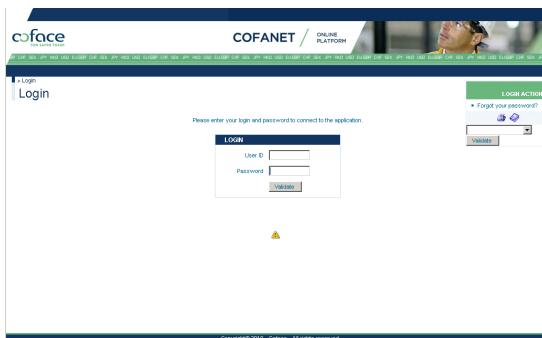 coface
FOR SAFER TRADE
COFANET
ONLINE
PLATFORM
» Login
Login
Please enter your login and password to connect to the application.
LOGIN
User ID
Password
Validate
LOGIN ACTION
Forgot your password?
Validate